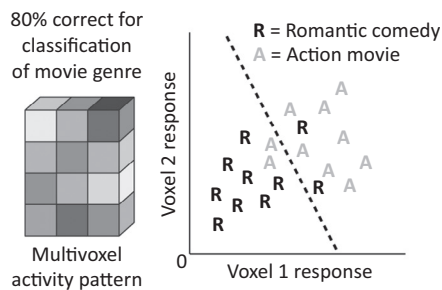 80% correct for
classification
of movie genre
Multivoxel
activity pattern
R = Romantic comedy
A = Action movie
Voxel 2 response
A
A
A
R
R
A
A
A
R
A
A
R
A
R
R
A
R
R
R
R
0
Voxel 1 response